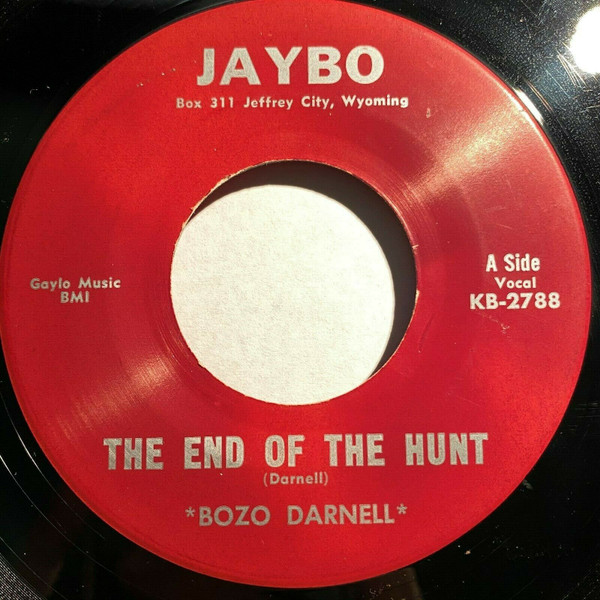 JAYBO
Box 311 Jeffrey City, Wyoming
Gaylo Music
BMI
A Side
Vocal
KB-2788
THE END OF THE HUNT
(Darnell)
*BOZO DARNELL*